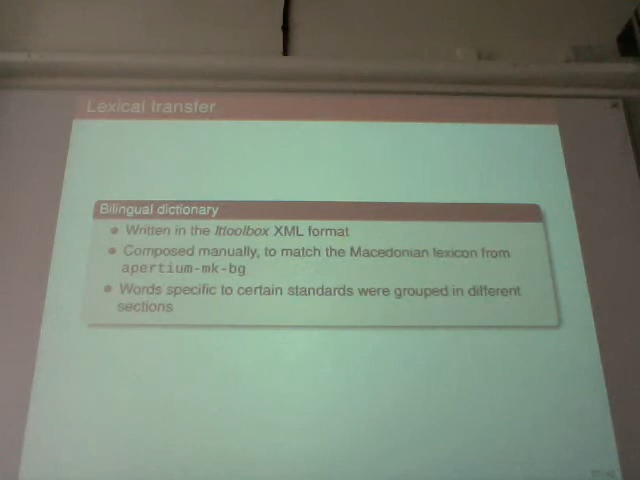 Lexical transfer
Bilingual dictionary
Written in the lttoolbox XML format
Composed manually, to match the Macedonian lexicon from
apertium-mk-bg
Words specific to certain standards were grouped in different
sections